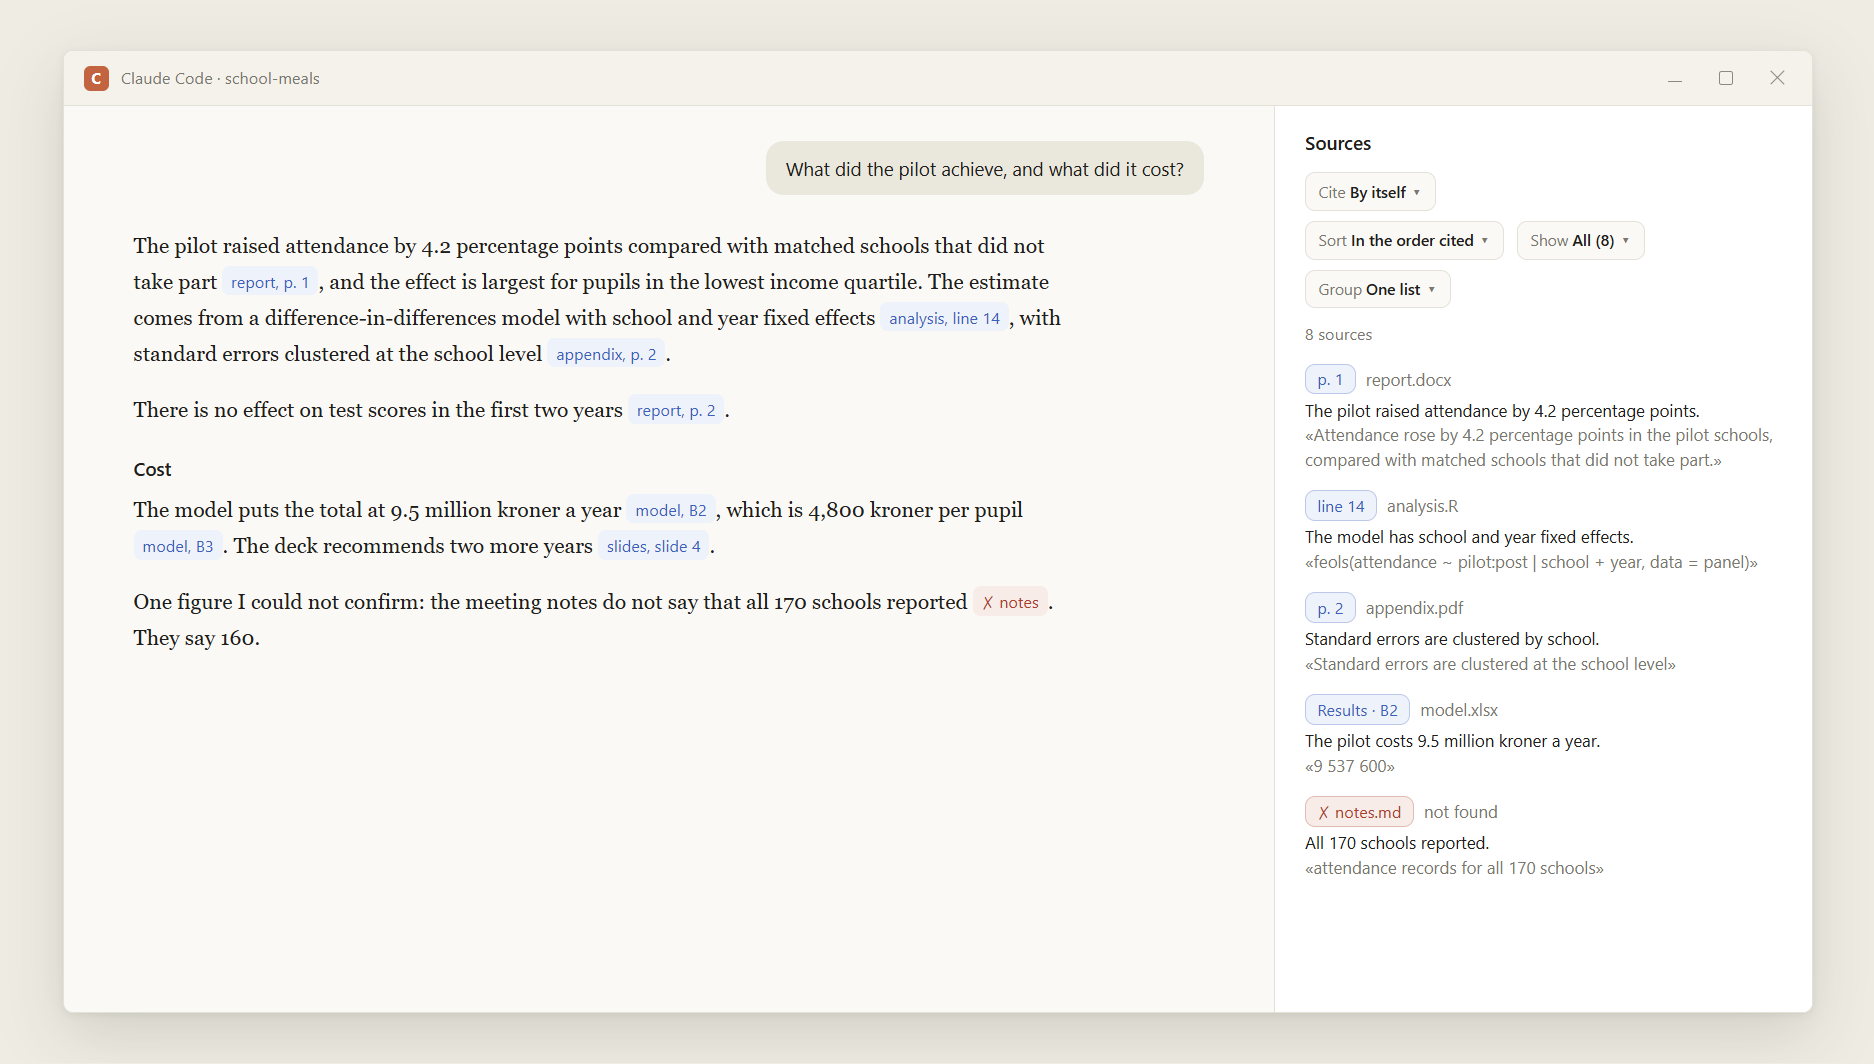 C Claude Code · school-meals
What did the pilot achieve, and what did it cost?
The pilot raised attendance by 4.2 percentage points compared with matched schools that did not
take part report, p. 1 , and the effect is largest for pupils in the lowest income quartile. The estimate
comes from a difference-in-differences model with school and year fixed effects analysis, line 14 , with
standard errors clustered at the school level appendix, p. 2 .
There is no effect on test scores in the first two years report, p. 2 .
Cost
The model puts the total at 9.5 million kroner a year model, B2 , which is 4,800 kroner per pupil
model, B3 . The deck recommends two more years slides, slide 4 .
One figure I could not confirm: the meeting notes do not say that all 170 schools reported ✗ notes .
They say 160.
Sources
Cite By itself ▾
Sort In the order cited ▾ Show All (8) ▾
Group One list ▾
8 sources
p. 1 report.docx
The pilot raised attendance by 4.2 percentage points.
«Attendance rose by 4.2 percentage points in the pilot schools,
compared with matched schools that did not take part.»
line 14 analysis.R
The model has school and year fixed effects.
«feols(attendance ~ pilot:post | school + year, data = panel)»
p. 2 appendix.pdf
Standard errors are clustered by school.
«Standard errors are clustered at the school level»
Results · B2 model.xlsx
The pilot costs 9.5 million kroner a year.
«9 537 600»
✗ notes.md not found
All 170 schools reported.
«attendance records for all 170 schools»